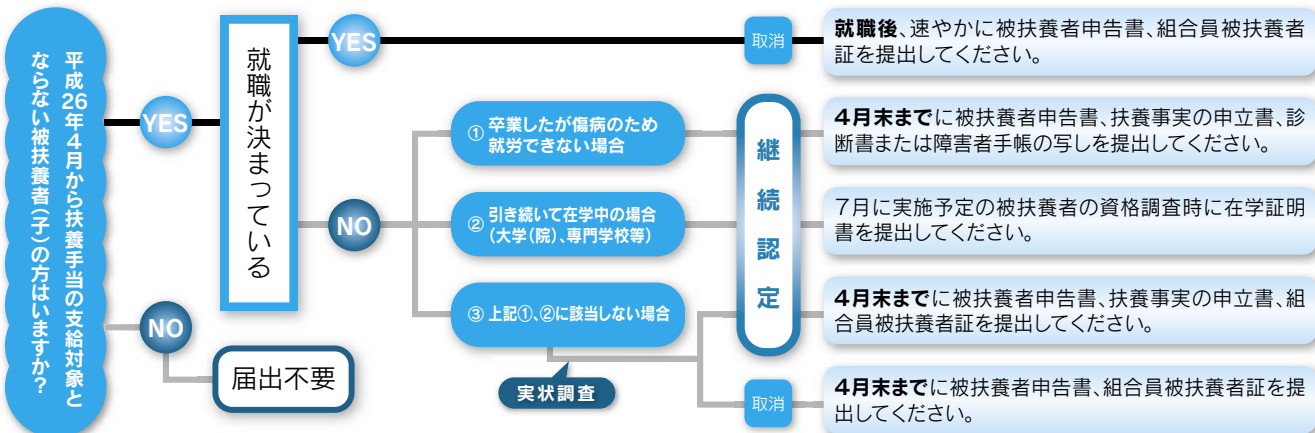 平成26年4月から扶養手当の支給対象と
ならない被扶養者(子)の方はいますか?
YES
NO
届出不要
就職が決まっている
YES
取消
就職後、速やかに被扶養者申告書、組合員被扶養者
証を提出してください。
NO
① 卒業したが傷病のため
就労できない場合
② 引き続いて在学中の場合
(大学(院)、専門学校等)
③ 上記①、②に該当しない場合
実状調査
継続認定
4月末までに被扶養者申告書、扶養事実の申立書、診
断書または障害者手帳の写しを提出してください。
7月に実施予定の被扶養者の資格調査時に在学証明
書を提出してください。
4月末までに被扶養者申告書、扶養事実の申立書、組
合員被扶養者証を提出してください。
取消
4月末までに被扶養者申告書、組合員被扶養者証を提
出してください。